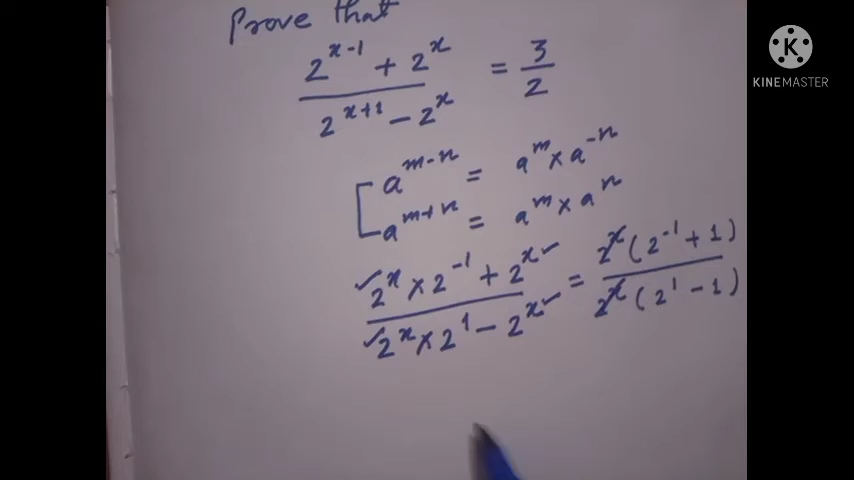 Prove that
2^{x-1} + 2^x / 2^{x+1} - 2^x = 3/2
a^{m-n} = a^m × a^{-n}
a^{m+n} = a^m × a^n
2^x × 2^{-1} + 2^x / 2^x × 2^1 - 2^x = 2^x (2^{-1} + 1) / 2^x (2^1 - 1)
K
KINEMASTER